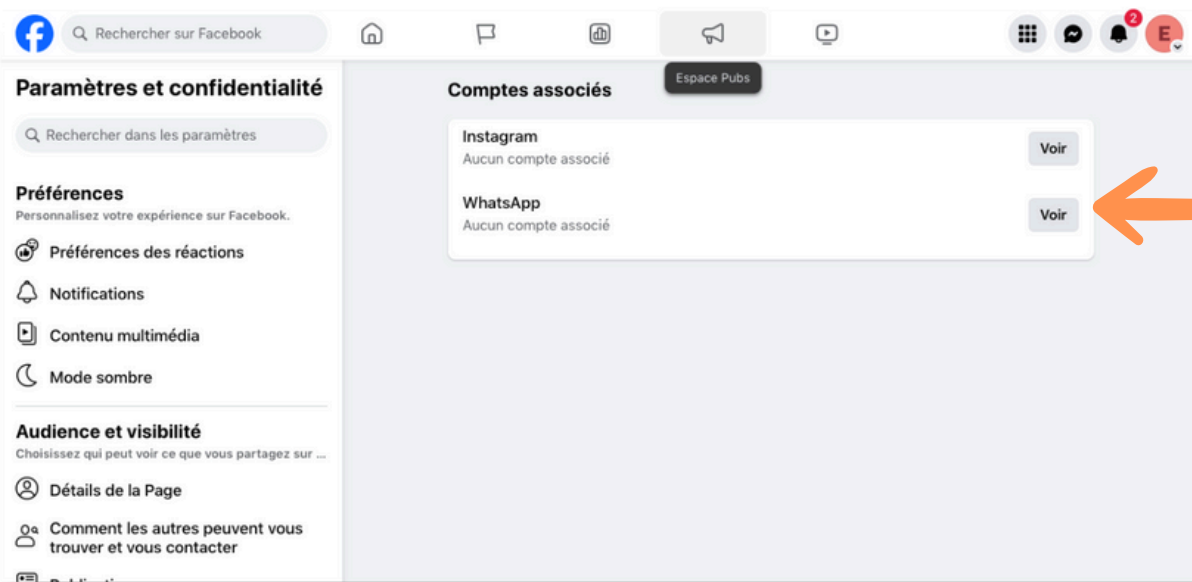 Rechercher sur Facebook
2
E
Espace Pubs
Paramètres et confidentialité
Rechercher dans les paramètres
Préférences
Personnalisez votre expérience sur Facebook.
Préférences des réactions
Notifications
Contenu multimédia
Mode sombre
Audience et visibilité
Choisissez qui peut voir ce que vous partagez sur ...
Détails de la Page
Comment les autres peuvent vous
trouver et vous contacter
Comptes associés
Instagram
Aucun compte associé
Voir
WhatsApp
Aucun compte associé
Voir